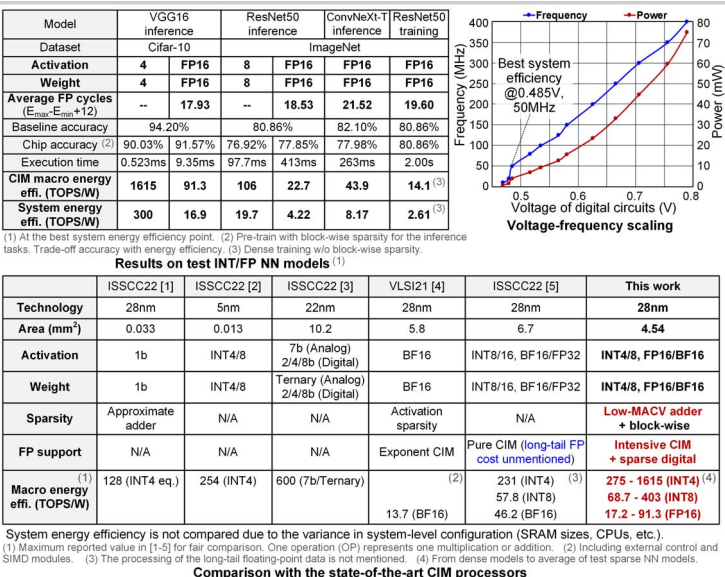 Model VGG16 inference ResNet50 inference ConvNeXt-T inference ResNet50 training
Dataset Cifar-10 ImageNet
Activation 4 FP16 8 FP16 FP16 FP16
Weight 4 FP16 8 FP16 FP16 FP16
Average FP cycles (Emax-Emin+12) -- 17.93 -- 18.53 21.52 19.60
Baseline accuracy 94.20% 80.86% 82.10% 80.86%
Chip accuracy (2) 90.03% 91.57% 76.92% 77.85% 77.98% 80.86%
Execution time 0.523ms 9.35ms 97.7ms 413ms 263ms 2.00s
CIM macro energy effi. (TOPS/W) 1615 91.3 106 22.7 43.9 14.1 (3)
System energy effi. (TOPS/W) 300 16.9 19.7 4.22 8.17 2.61 (3)
(1) At the best system energy efficiency point. (2) Pre-train with block-wise sparsity for the inference
tasks. Trade-off accuracy with energy efficiency. (3) Dense training w/o block-wise sparsity.
Results on test INT/FP NN models (1)
Frequency Power
Frequency (MHz)
400
350
300
250
200
150
100
50
0
Best system
efficiency
@0.485V,
50MHz
80
70
60
50
40
30
20
10
0
Power (mW)
0.5 0.6 0.7 0.8
Voltage of digital circuits (V)
Voltage-frequency scaling
ISSCC22 [1] ISSCC22 [2] ISSCC22 [3] VLSI21 [4] ISSCC22 [5] This work
Technology 28nm 5nm 22nm 28nm 28nm 28nm
Area (mm²) 0.033 0.013 10.2 5.8 6.7 4.54
Activation 1b INT4/8 7b (Analog) 2/4/8b (Digital) BF16 INT8/16, BF16/FP32 INT4/8, FP16/BF16
Weight 1b INT4/8 Ternary (Analog) 2/4/8b (Digital) BF16 INT8/16, BF16/FP32 INT4/8, FP16/BF16
Sparsity Approximate adder N/A N/A Activation sparsity N/A Low-MACV adder + block-wise
FP support N/A N/A N/A Exponent CIM Pure CIM (long-tail FP cost unmentioned) Intensive CIM + sparse digital
Macro energy effi. (TOPS/W) (1) 128 (INT4 eq.) 254 (INT4) 600 (7b/Ternary) 13.7 (BF16) (2) 231 (INT4) 57.8 (INT8) 46.2 (BF16) (3) 275 - 1615 (INT4) 68.7 - 403 (INT8) 17.2 - 91.3 (FP16) (4)
System energy efficiency is not compared due to the variance in system-level configuration (SRAM sizes, CPUs, etc.).
(1) Maximum reported value in [1-5] for fair comparison. One operation (OP) represents one multiplication or addition. (2) Including external control and
SIMD modules. (3) The processing of the long-tail floating-point data is not mentioned. (4) From dense models to average of test sparse NN models.
Comparison with the state-of-the-art CIM processors